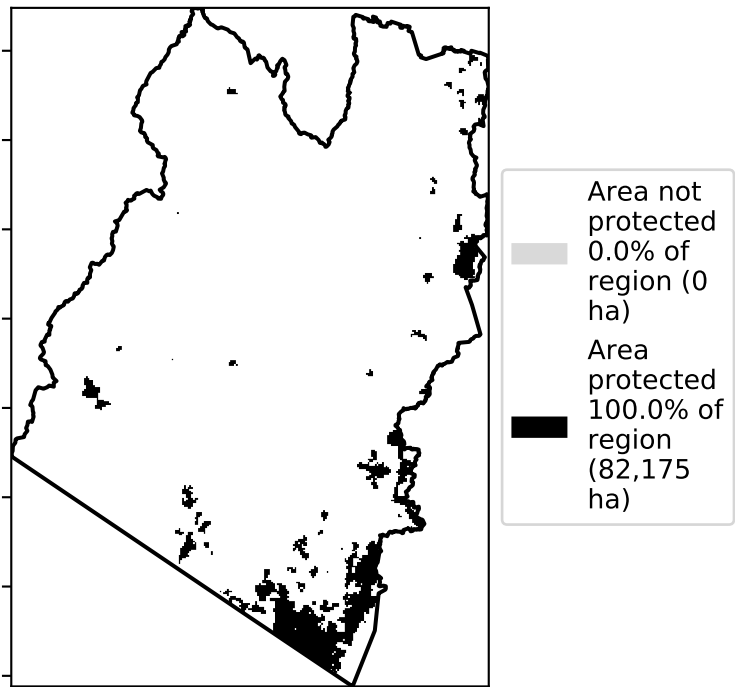 Area not
protected
0.0% of
region (0
ha)
Area
protected
100.0% of
region
(82,175
ha)